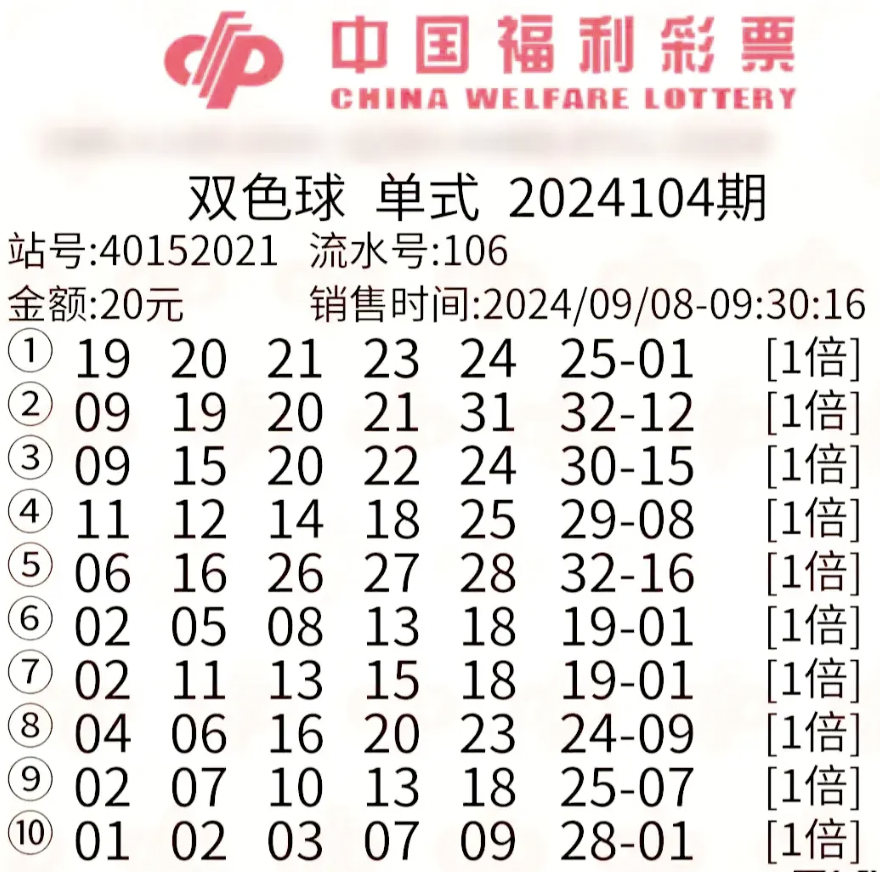 中国福利彩票
CHINA WELFARE LOTTERY
双色球 单式 2024104期
站号:40152021 流水号:106
金额:20元 销售时间:2024/09/08-09:30:16
① 19 20 21 23 24 25-01 [1倍]
② 09 19 20 21 31 32-12 [1倍]
③ 09 15 20 22 24 30-15 [1倍]
④ 11 12 14 18 25 29-08 [1倍]
⑤ 06 16 26 27 28 32-16 [1倍]
⑥ 02 05 08 13 18 19-01 [1倍]
⑦ 02 11 13 15 18 19-01 [1倍]
⑧ 04 06 16 20 23 24-09 [1倍]
⑨ 02 07 10 13 18 25-07 [1倍]
⑩ 01 02 03 07 09 28-01 [1倍]